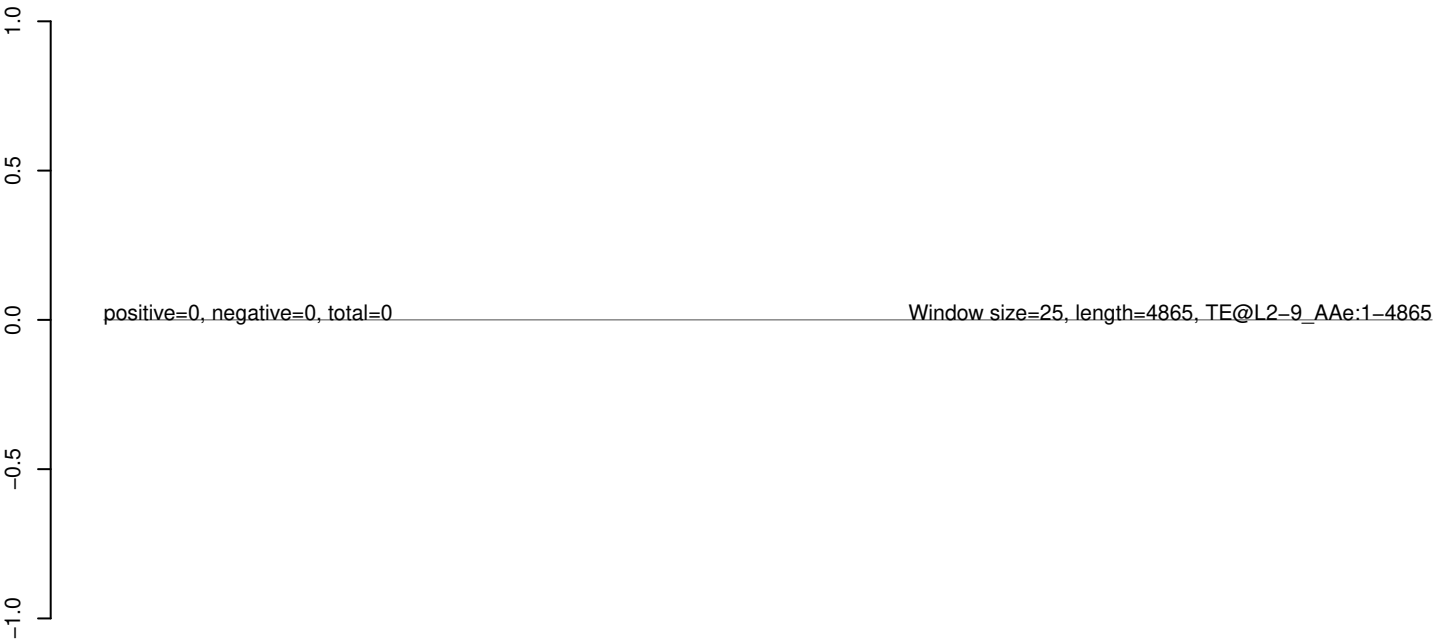 1.0
0.5
0.0
−0.5
−1.0
positive=0, negative=0, total=0
Window size=25, length=4865, TE@L2−9_AAe:1−4865